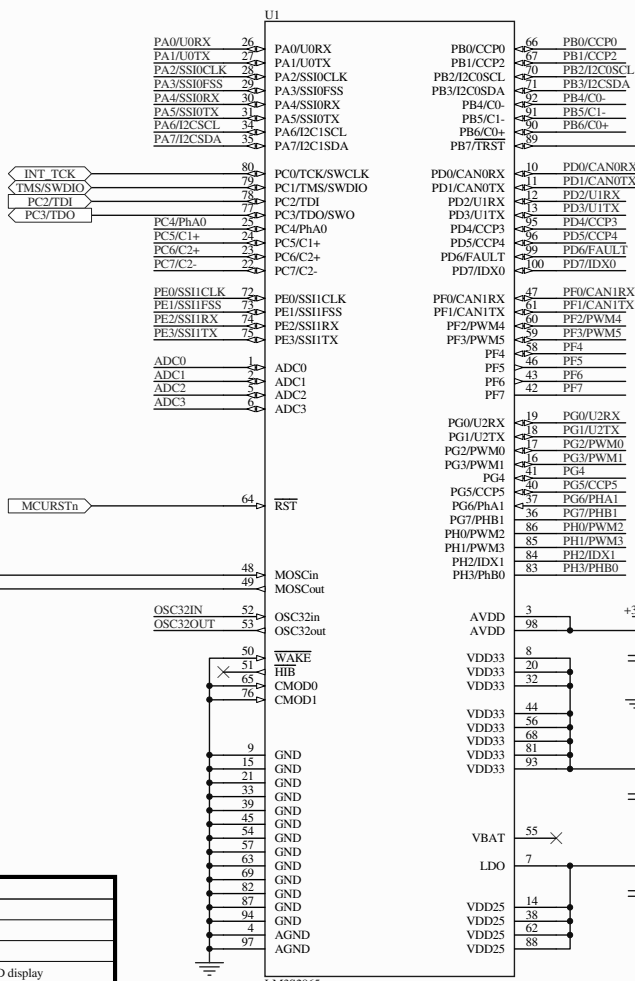 U1
PA0/U0RX 26 PA0/U0RX PB0/CCP0 66 PB0/CCP0
PA1/U0TX 27 PA1/U0TX PB1/CCP2 67 PB1/CCP2
PA2/SSI0CLK 28 PA2/SSI0CLK PB2/I2C0SCL 70 PB2/I2C0SCL
PA3/SSI0FSS 29 PA3/SSI0FSS PB3/I2C0SDA 71 PB3/I2CSDA
PA4/SSI0RX 30 PA4/SSI0RX PB4/C0- 92 PB4/C0-
PA5/SSI0TX 31 PA5/SSI0TX PB5/C1- 91 PB5/C1-
PA6/I2CSCL 34 PA6/I2C1SCL PB6/C0+ 90 PB6/C0+
PA7/I2CSDA 35 PA7/I2C1SDA PB7/TRST 89
INT_TCK 80 PC0/TCK/SWCLK PD0/CAN0RX 10 PD0/CAN0RX
TMS/SWDIO 79 PC1/TMS/SWDIO PD1/CAN0TX 11 PD1/CAN0TX
PC2/TDI 78 PC2/TDI PD2/U1RX 12 PD2/U1RX
PC3/TDO 77 PC3/TDO/SWO PD3/U1TX 13 PD3/U1TX
PC4/PhA0 25 PC4/PhA0 PD4/CCP3 95 PD4/CCP3
PC5/C1+ 24 PC5/C1+ PD5/CCP4 96 PD5/CCP4
PC6/C2+ 23 PC6/C2+ PD6/FAULT 99 PD6/FAULT
PC7/C2- 22 PC7/C2- PD7/IDX0 100 PD7/IDX0
PE0/SSI1CLK 72 PE0/SSI1CLK PF0/CAN1RX 47 PF0/CAN1RX
PE1/SSI1FSS 73 PE1/SSI1FSS PF1/CAN1TX 61 PF1/CAN1TX
PE2/SSI1RX 74 PE2/SSI1RX PF2/PWM4 60 PF2/PWM4
PE3/SSI1TX 75 PE3/SSI1TX PF3/PWM5 59 PF3/PWM5
PF4 58 PF4
ADC0 1 ADC0 PF5 46 PF5
ADC1 2 ADC1 PF6 43 PF6
ADC2 5 ADC2 PF7 42 PF7
ADC3 6 ADC3
PG0/U2RX 19 PG0/U2RX
PG1/U2TX 18 PG1/U2TX
PG2/PWM0 17 PG2/PWM0
PG3/PWM1 16 PG3/PWM1
PG4 41 PG4
PG5/CCP5 40 PG5/CCP5
MCURSTn 64 RST PG6/PhA1 37 PG6/PHA1
PG7/PHB1 36 PG7/PHB1
PH0/PWM2 86 PH0/PWM2
PH1/PWM3 85 PH1/PWM3
PH2/IDX1 84 PH2/IDX1
48 MOSCin PH3/PhB0 83 PH3/PHB0
49 MOSCout
OSC32IN 52 OSC32in AVDD 3 +3
OSC32OUT 53 OSC32out AVDD 98
50 WAKE VDD33 8
51 HIB VDD33 20
65 CMOD0 VDD33 32
76 CMOD1
VDD33 44
VDD33 56
VDD33 68
9 GND VDD33 81
15 GND VDD33 93
21 GND
33 GND
39 GND
45 GND
54 GND VBAT 55
57 GND
63 GND LDO 7
69 GND
82 GND
87 GND VDD25 14
94 GND VDD25 38
4 AGND VDD25 62
97 AGND VDD25 88
D display